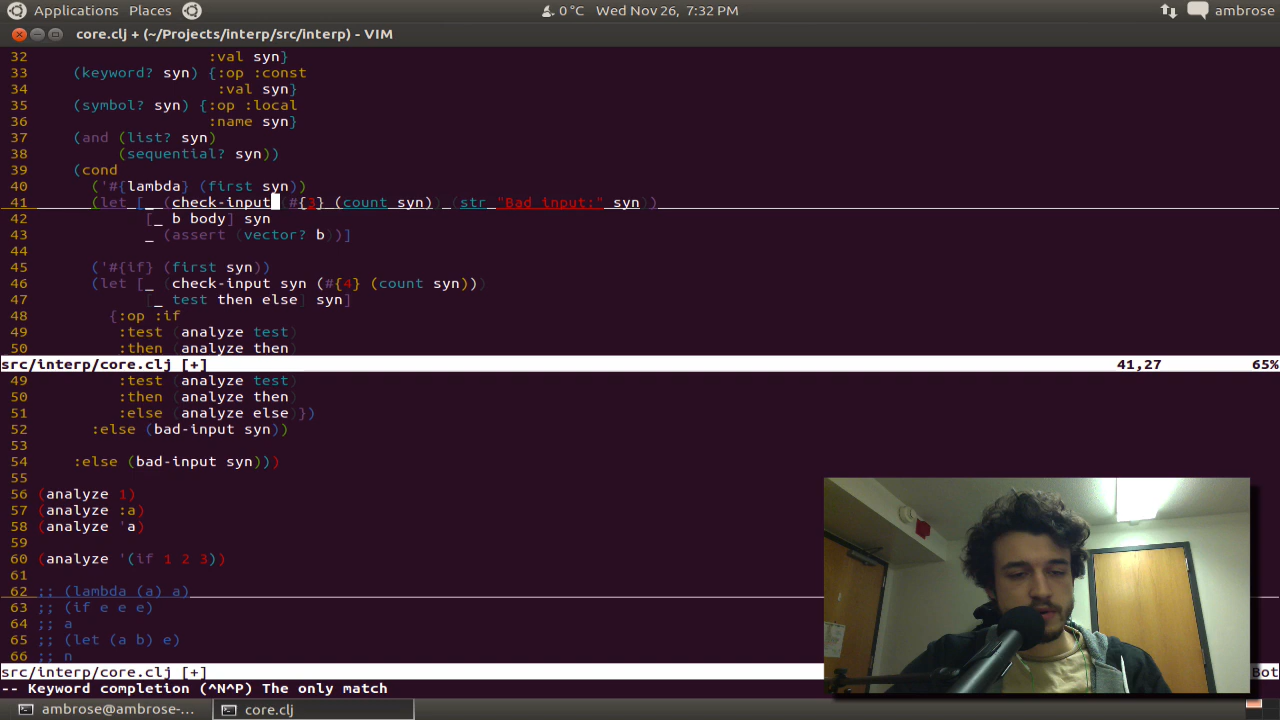 Applications Places 0 °C Wed Nov 26, 7:32 PM ambrose
core.clj + (~/Projects/interp/src/interp) - VIM
32 :val syn}
33 (keyword? syn) {:op :const
34 :val syn}
35 (symbol? syn) {:op :local
36 :name syn}
37 (and (list? syn)
38 (sequential? syn))
39 (cond
40 ('#{lambda} (first syn))
41 (let [_ (check-input (#{3} (count syn)) (str "Bad input:" syn))
42 [_ b body] syn
43 _ (assert (vector? b))]
44
45 ('#{if} (first syn))
46 (let [_ (check-input syn (#{4} (count syn)))
47 [_ test then else] syn]
48 {:op :if
49 :test (analyze test)
50 :then (analyze then)
src/interp/core.clj [+] 41,27 65%
49 :test (analyze test)
50 :then (analyze then)
51 :else (analyze else)})
52 :else (bad-input syn))
53
54 :else (bad-input syn)))
55
56 (analyze 1)
57 (analyze :a)
58 (analyze 'a)
59
60 (analyze '(if 1 2 3))
61
62 ;; (lambda (a) a)
63 ;; (if e e e)
64 ;; a
65 ;; (let (a b) e)
66 ;; n
src/interp/core.clj [+] Bot
-- Keyword completion (^N^P) The only match
ambrose@ambrose-... core.clj